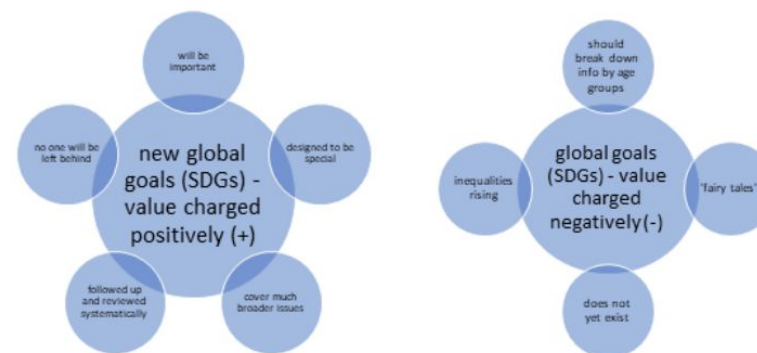 will be
important
no one will be
left behind
designed to be
special
new global
goals (SDGs) -
value charged
positively (+)
followed up
and reviewed
systematically
cover much
broader issues
should
break down
info by age
groups
inequalities
rising
global goals
(SDGs) - value
charged
negatively(-)
"fairy tales"
does not
yet exist